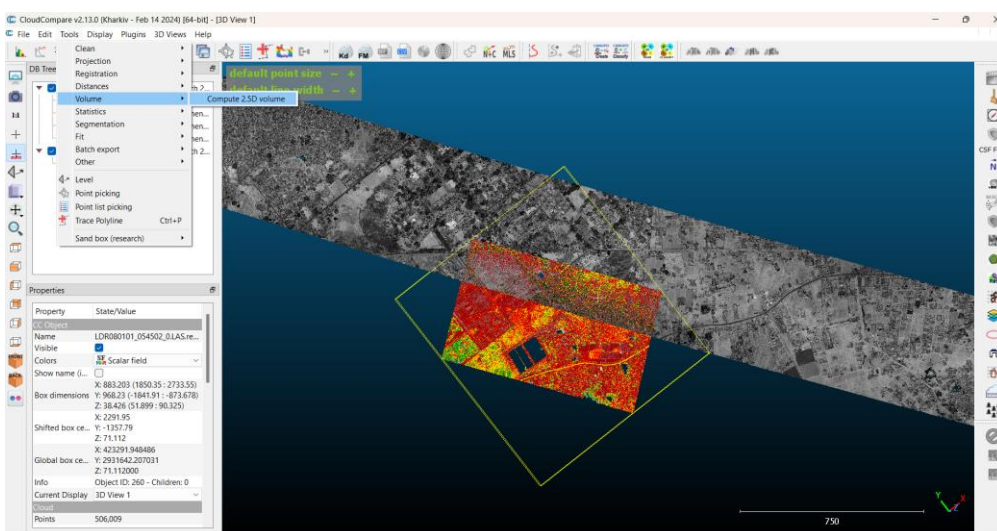 CloudCompare v2.13.0 (Kharkiv - Feb 14 2024) [64-bit] - [3D View 1]
File Edit Tools Display Plugins 3D Views Help
DB Tree
Clean
Projection
Registration
Distances
Volume
Compute 2.5D volume
Statistics
Segmentation
Fit
Batch export
Other
Level
Point picking
Point list picking
Trace Polyline Ctrl+P
Sand box (research)
default point size - +
default line width - +
1:1
Kd FM
N+C MLS
CSF F
Properties
Property State/Value
CC Object
Name LDR080101_054502_0.LAS.re...
Visible
Colors Scalar field
Show name (i...
Box dimensions X: 883.203 (1850.35 : 2733.55)
Y: 968.23 (-1841.91 : -873.678)
Z: 38.426 (51.899 : 90.325)
Shifted box ce... X: 2291.95
Y: -1357.79
Z: 71.112
Global box ce... X: 423291.948486
Y: 2931642.207031
Z: 71.112000
Info Object ID: 260 - Children: 0
Current Display 3D View 1
Cloud
Points 506,009
750
Y X
Z